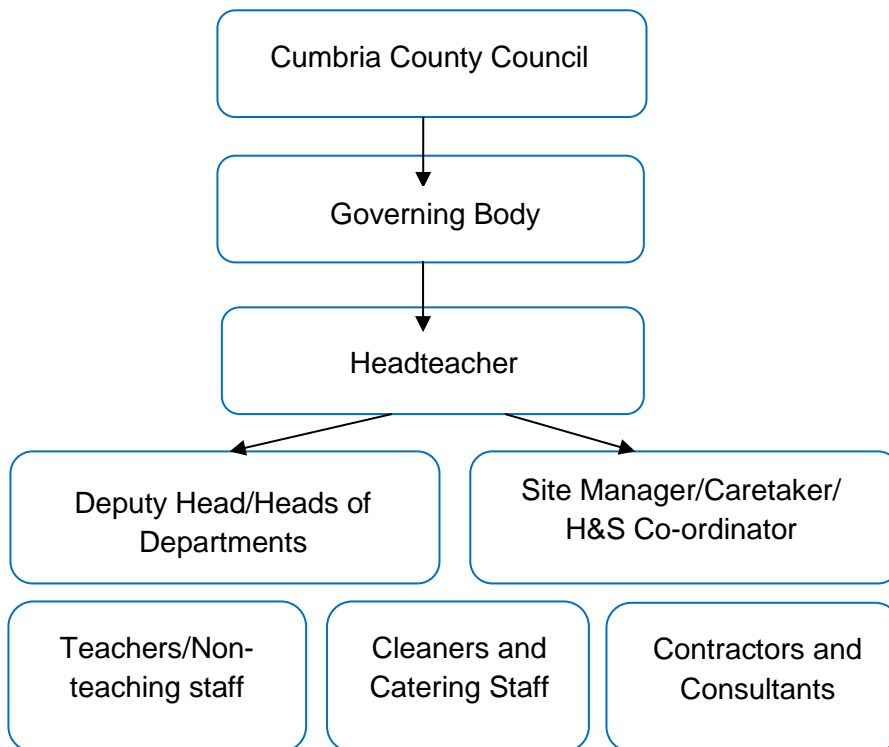 Cumbria County Council
Governing Body
Headteacher
Deputy Head/Heads of
Departments
Site Manager/Caretaker/
H&S Co-ordinator
Teachers/Non-
teaching staff
Cleaners and
Catering Staff
Contractors and
Consultants